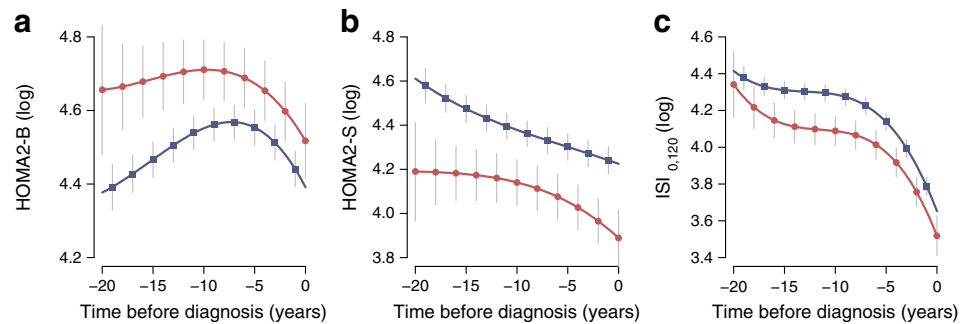 a
HOMA2-B (log)
4.8
4.6
4.4
4.2
−20 −15 −10 −5 0
Time before diagnosis (years)
b
HOMA2-S (log)
4.8
4.6
4.4
4.2
4.0
3.8
−20 −15 −10 −5 0
Time before diagnosis (years)
c
ISI 0,120 (log)
4.6
4.4
4.2
4.0
3.8
3.6
3.4
−20 −15 −10 −5 0
Time before diagnosis (years)